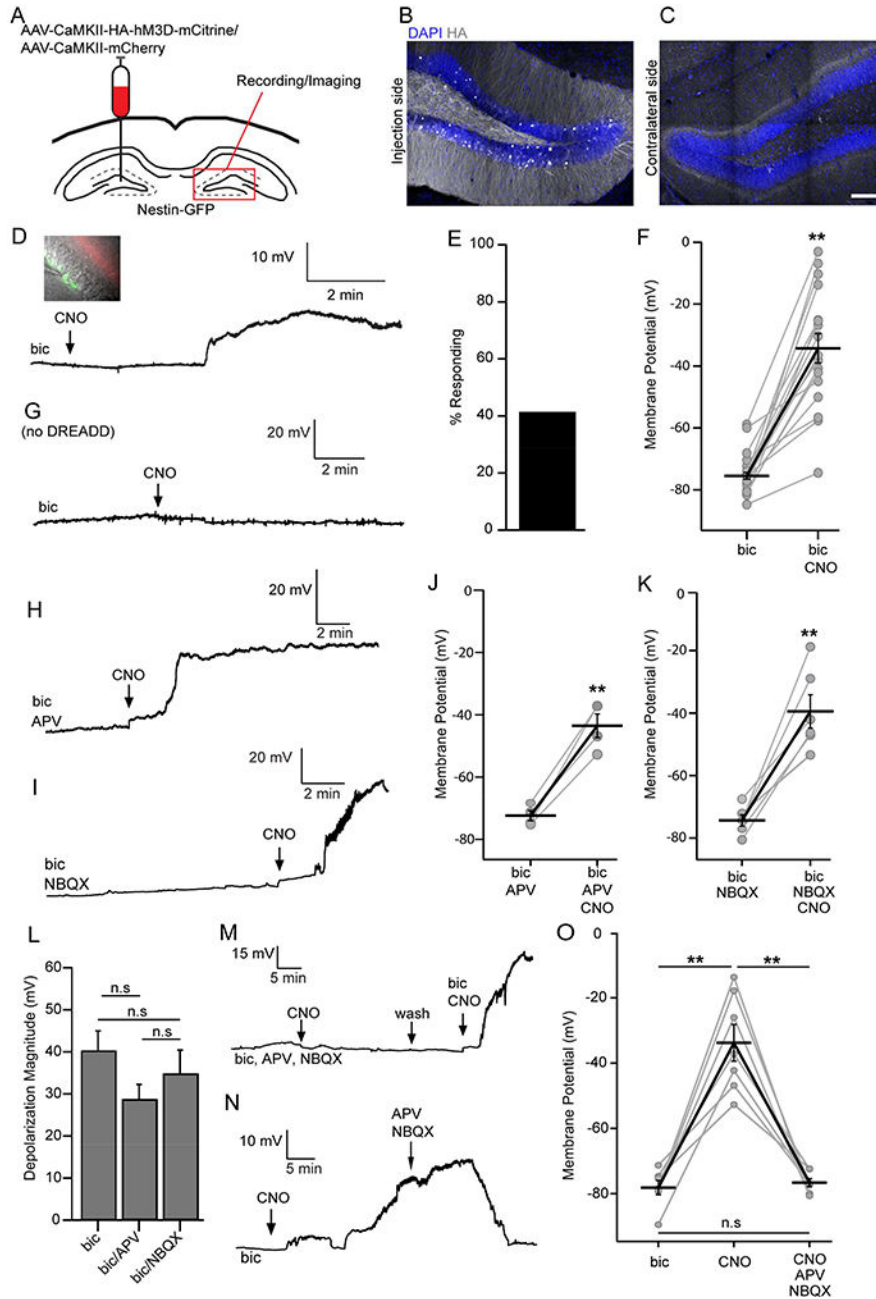 A
AAV-CaMKII-HA-hM3D-mCitrine/
AAV-CaMKII-mCherry
Recording/Imaging
Nestin-GFP
B
DAPI HA
Injection side
C
Contralateral side
D
CNO
bic
10 mV
2 min
E
% Responding
100
80
60
40
20
0
F
Membrane Potential (mV)
0
-20
-40
-60
-80
**
bic
bic
CNO
G
(no DREADD)
20 mV
2 min
CNO
bic
H
20 mV
2 min
CNO
bic
APV
I
20 mV
2 min
CNO
bic
NBQX
J
Membrane Potential (mV)
0
-20
-40
-60
-80
**
bic
APV
bic
APV
CNO
K
Membrane Potential (mV)
0
-20
-40
-60
-80
**
bic
NBQX
bic
NBQX
CNO
L
Depolarization Magnitude (mV)
60
50
40
30
20
10
0
n.s
n.s
n.s
bic
bic/APV
bic/NBQX
M
15 mV
5 min
CNO
wash
bic
CNO
bic, APV, NBQX
N
10 mV
5 min
APV
NBQX
CNO
bic
O
Membrane Potential (mV)
0
-20
-40
-60
-80
**
**
n.s
bic
CNO
CNO
APV
NBQX